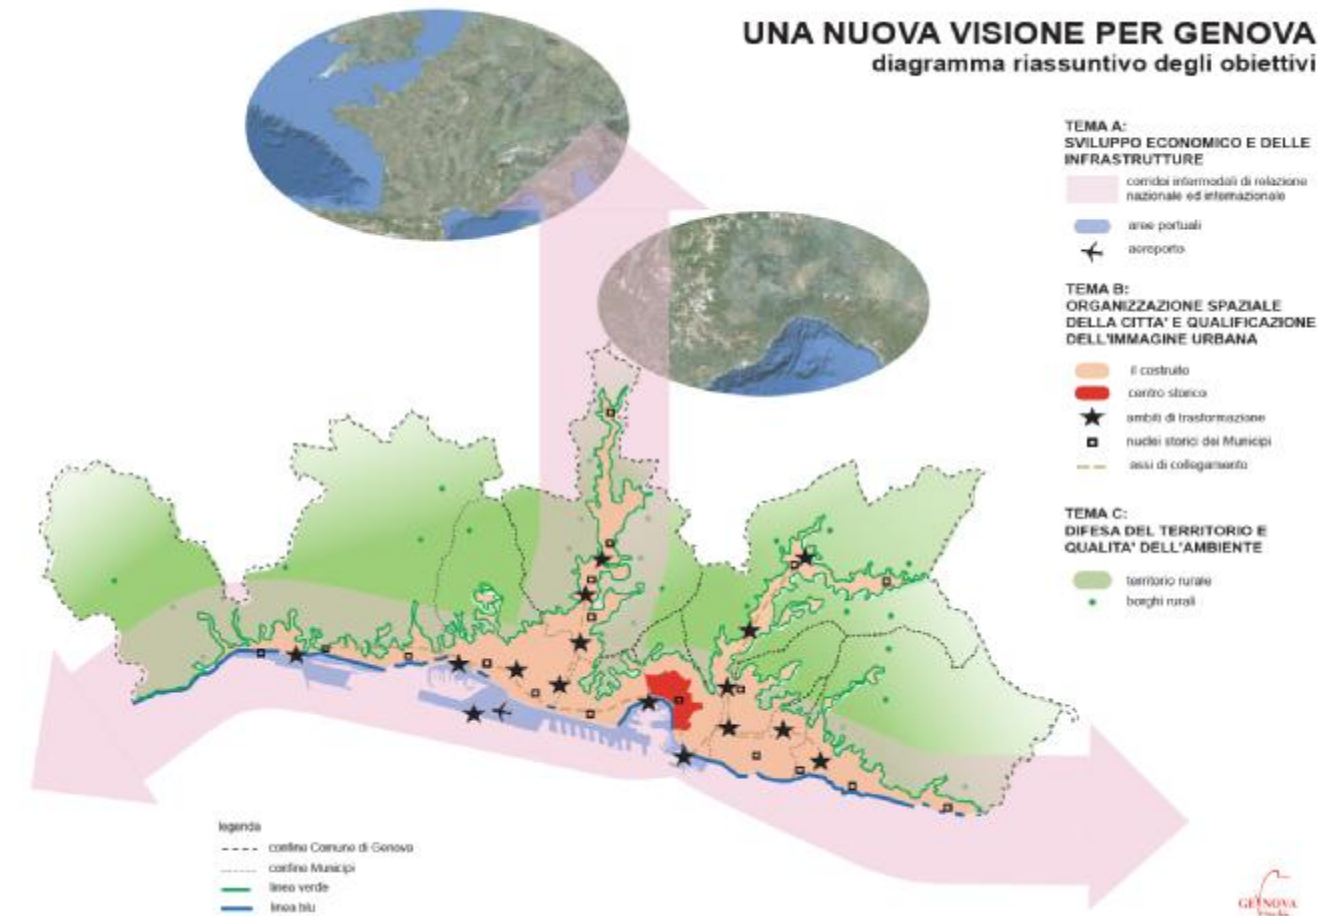 UNA NUOVA VISIONE PER GENOVA
diagramma riassuntivo degli obiettivi
TEMA A:
SVILUPPO ECONOMICO E DELLE
INFRASTRUTTURE
corridoi intermodali di relazione
nazionale ed internazionale
aree portuali
aeroporto
TEMA B:
ORGANIZZAZIONE SPAZIALE
DELLA CITTA' E QUALIFICAZIONE
DELL'IMMAGINE URBANA
il costruito
centro storico
ambiti di trasformazione
nuclei storici dei Municipi
assi di collegamento
TEMA C:
DIFESA DEL TERRITORIO E
QUALITA' DELL'AMBIENTE
territorio rurale
borghi rurali
legenda
confine Comune di Genova
confine Municipi
linea verde
linea blu
GENOVA